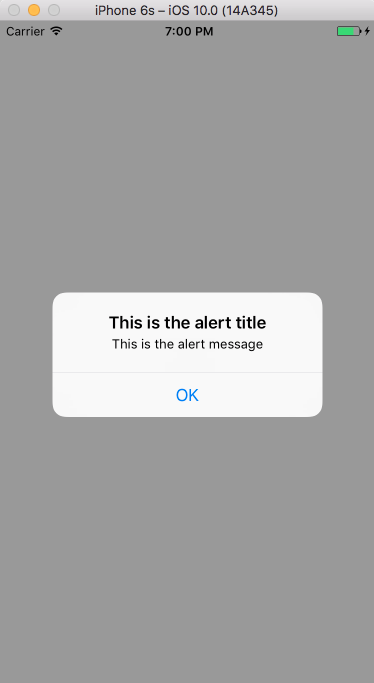 iPhone 6s – iOS 10.0 (14A345)
Carrier 7:00 PM
This is the alert title
This is the alert message
OK